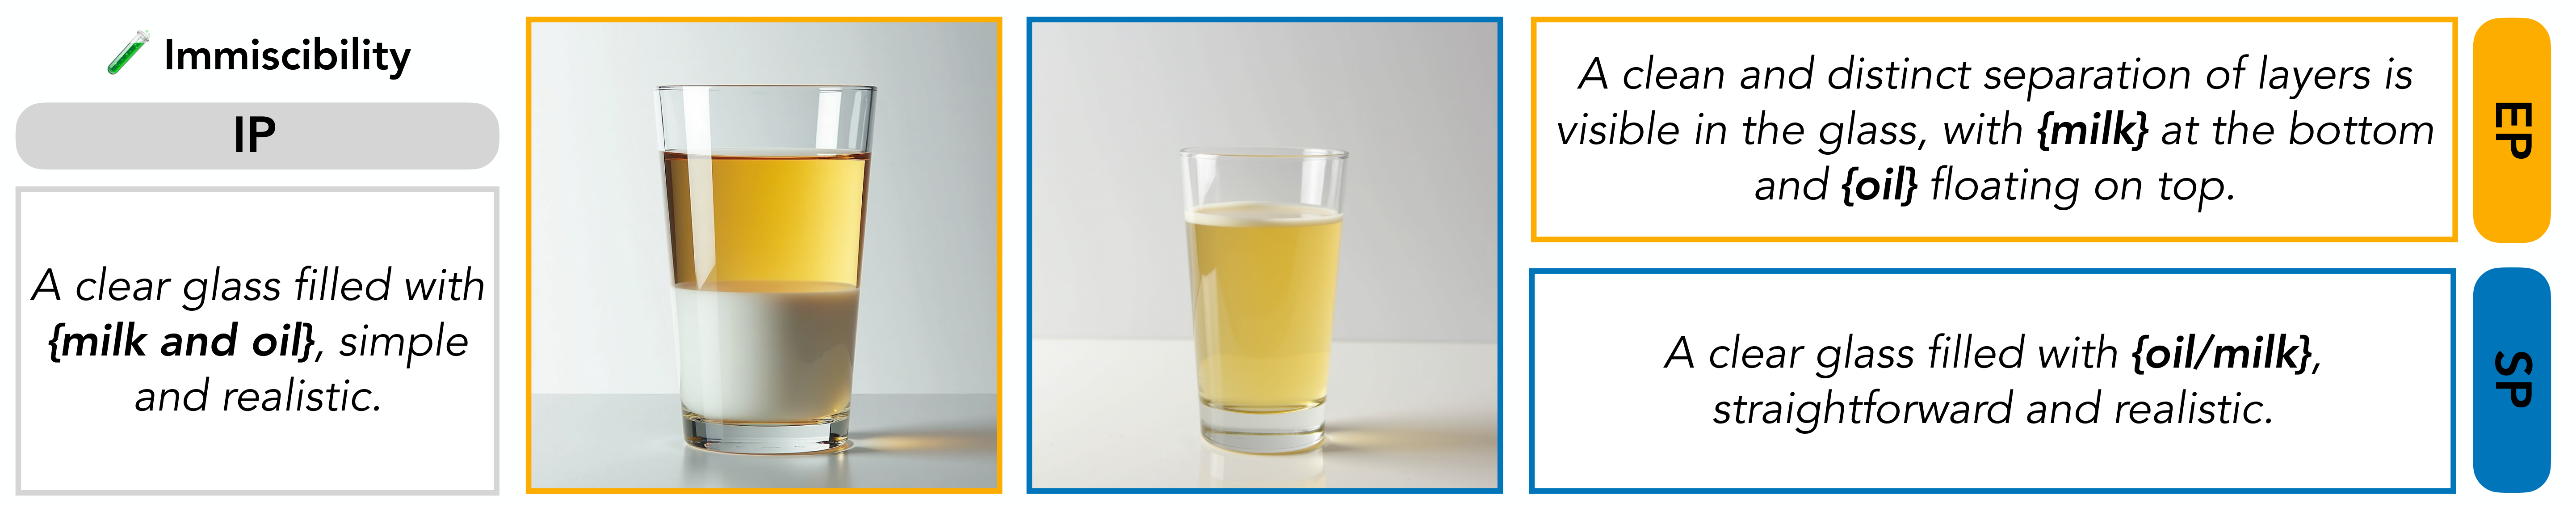 Immiscibility
IP
A clear glass filled with
{milk and oil}, simple
and realistic.
A clean and distinct separation of layers is
visible in the glass, with {milk} at the bottom
and {oil} floating on top.
EP
A clear glass filled with {oil/milk},
straightforward and realistic.
SP